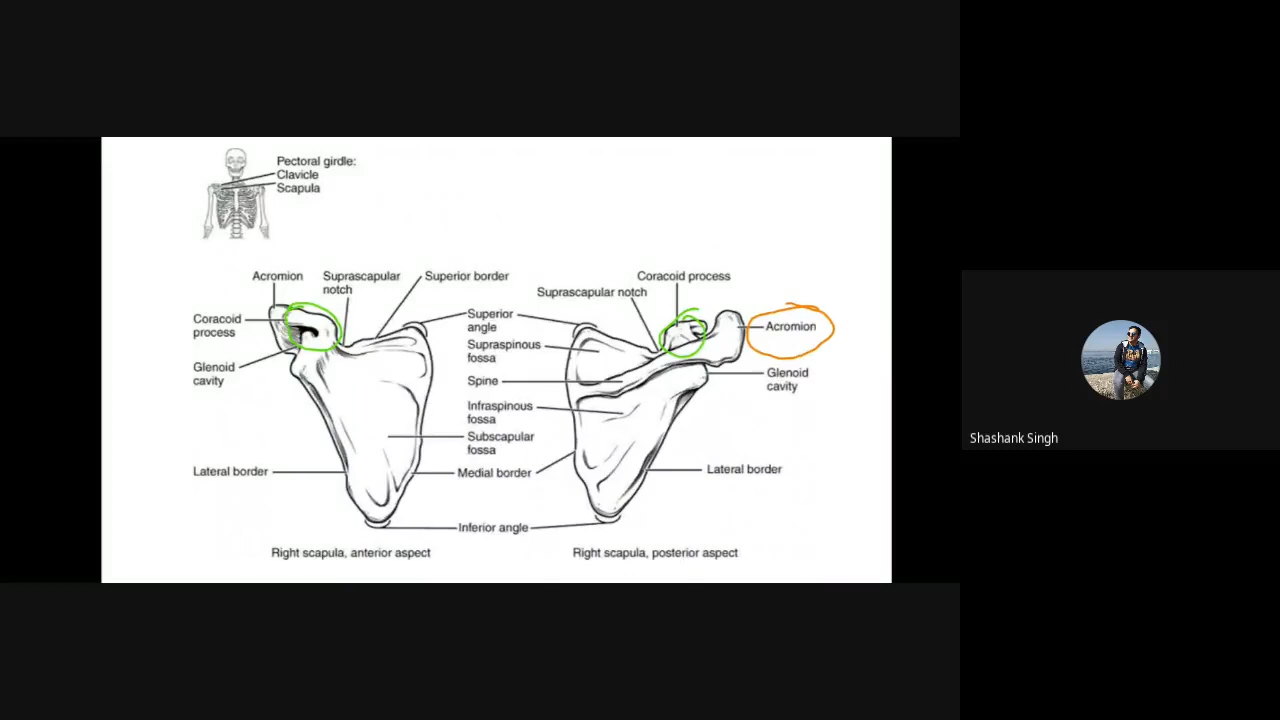 Pectoral girdle:
Clavicle
Scapula
Acromion
Suprascapular
notch
Superior border
Coracoid process
Suprascapular notch
Coracoid
process
Superior
angle
Acromion
Supraspinous
fossa
Glenoid
cavity
Spine
Glenoid
cavity
Infraspinous
fossa
Subscapular
fossa
Lateral border
Medial border
Lateral border
Inferior angle
Right scapula, anterior aspect
Right scapula, posterior aspect
Shashank Singh